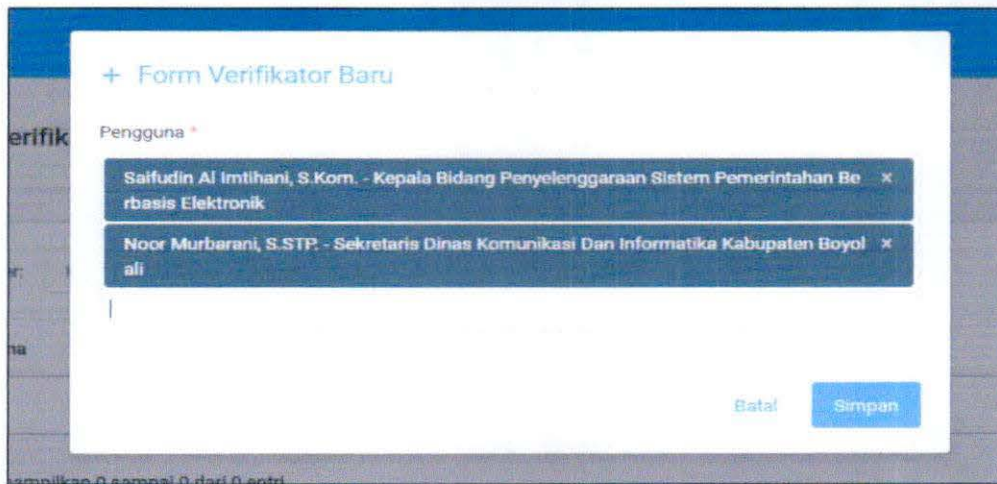 + Form Verifikator Baru
erifik
Pengguna *
Saifudin Al Imtihani, S.Kom. - Kepala Bidang Penyelenggaraan Sistem Pemerintahan Be ×
rbasis Elektronik
Noor Murbarani, S.STP. - Sekretaris Dinas Komunikasi Dan Informatika Kabupaten Boyol ×
ali
na
Batal
Simpan
ampilkan 0 sampai 0 dari 0 entri